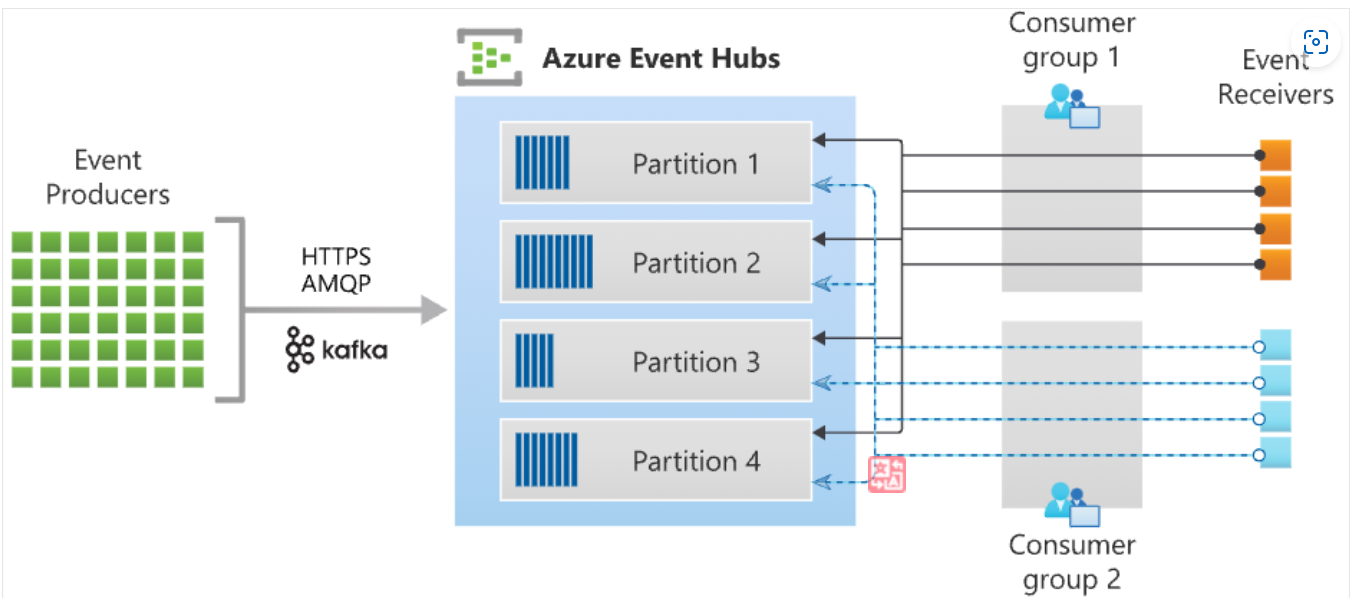 Azure Event Hubs
Event
Producers
HTTPS
AMQP
kafka
Partition 1
Partition 2
Partition 3
Partition 4
Consumer
group 1
Event
Receivers
Consumer
group 2